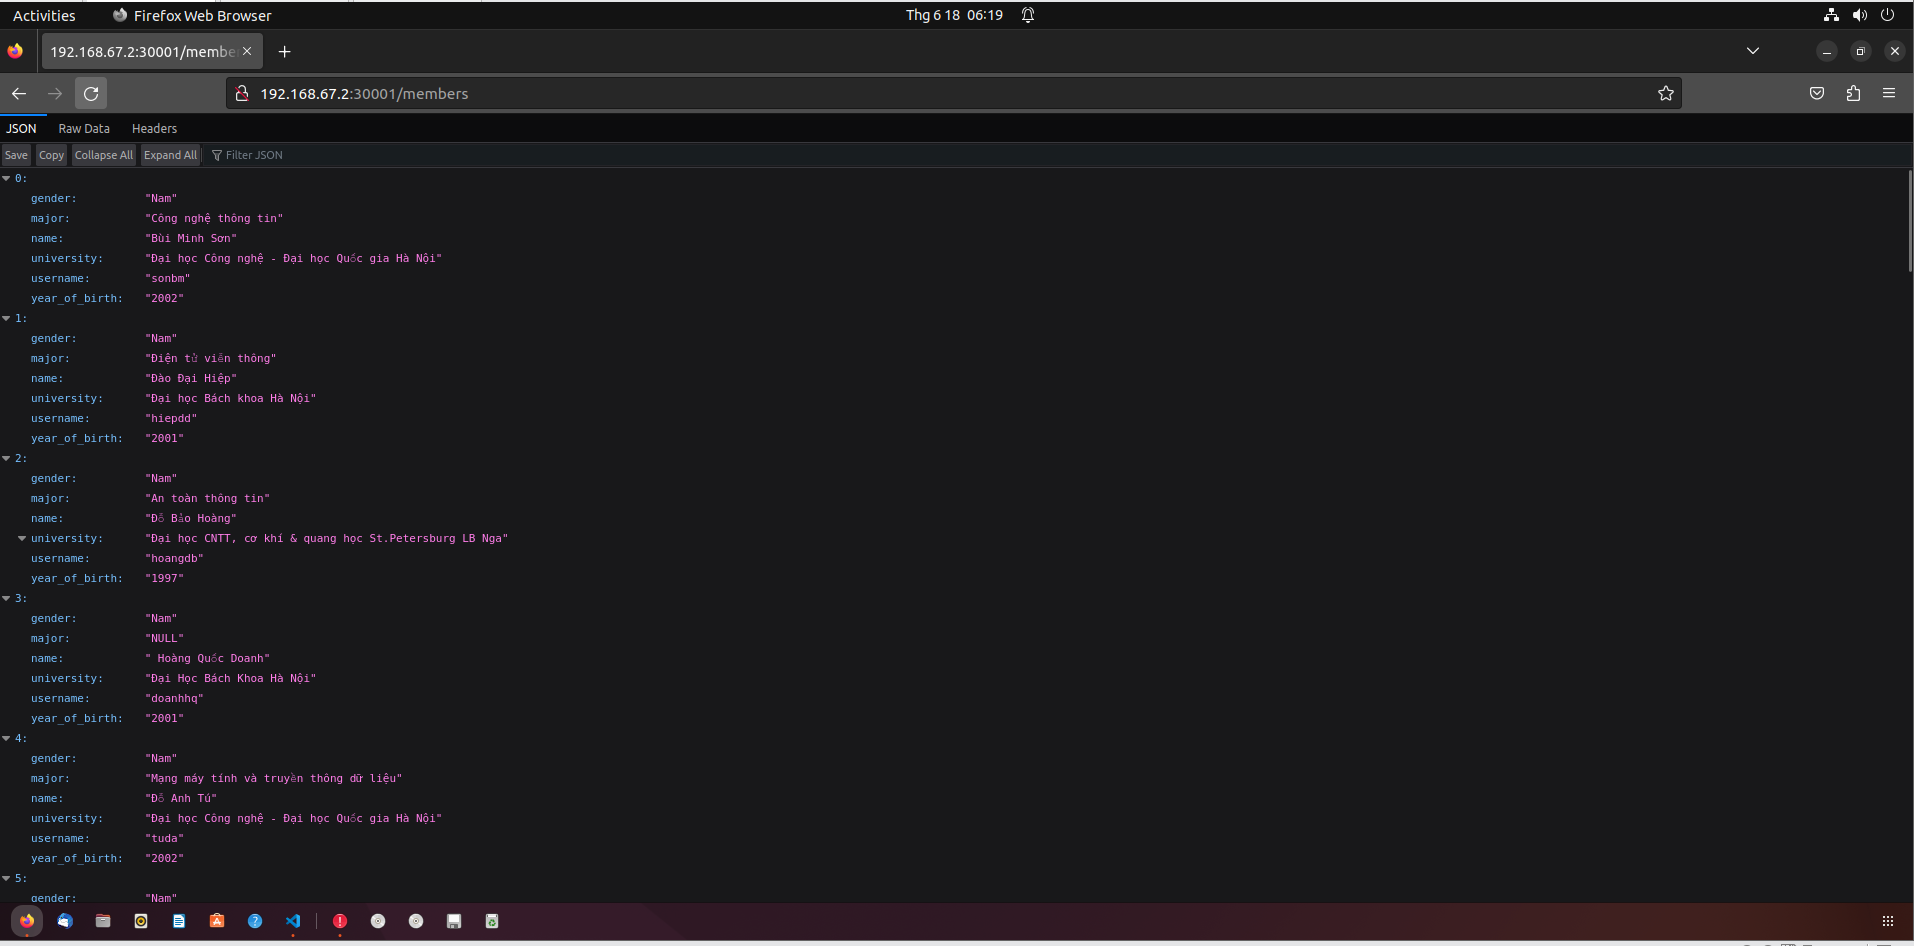 Activities Firefox Web Browser Thg 6 18 06:19
192.168.67.2:30001/membe
192.168.67.2:30001/members
JSON Raw Data Headers
Save Copy Collapse All Expand All Filter JSON
0:
gender: "Nam"
major: "Công nghệ thông tin"
name: "Bùi Minh Sơn"
university: "Đại học Công nghệ - Đại học Quốc gia Hà Nội"
username: "sonbm"
year_of_birth: "2002"
1:
gender: "Nam"
major: "Điện tử viễn thông"
name: "Đào Đại Hiệp"
university: "Đại học Bách khoa Hà Nội"
username: "hiepdd"
year_of_birth: "2001"
2:
gender: "Nam"
major: "An toàn thông tin"
name: "Đỗ Bảo Hoàng"
university: "Đại học CNTT, cơ khí & quang học St.Petersburg LB Nga"
username: "hoangdb"
year_of_birth: "1997"
3:
gender: "Nam"
major: "NULL"
name: " Hoàng Quốc Doanh"
university: "Đại Học Bách Khoa Hà Nội"
username: "doanhhq"
year_of_birth: "2001"
4:
gender: "Nam"
major: "Mạng máy tính và truyền thông dữ liệu"
name: "Đỗ Anh Tú"
university: "Đại học Công nghệ - Đại học Quốc gia Hà Nội"
username: "tuda"
year_of_birth: "2002"
5:
gender: "Nam"